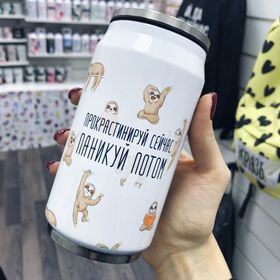 ПРОКРАСТИНИРУЙ СЕЙЧАС
ПАНИКУЙ ПОТОМ